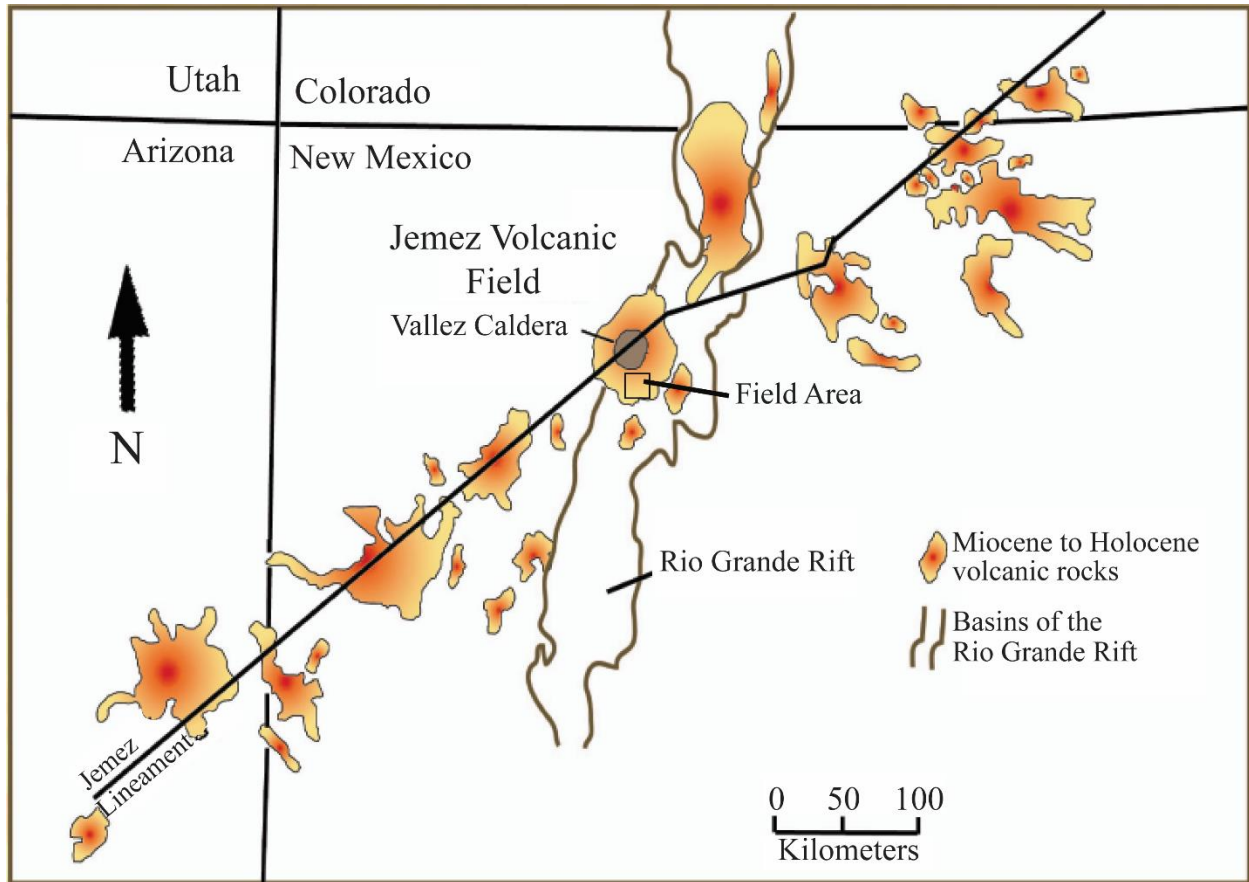 Utah
Colorado
Arizona
New Mexico
Jemez Volcanic
Field
Vallez Caldera
Field Area
N
Rio Grande Rift
Miocene to Holocene
volcanic rocks
Basins of the
Rio Grande Rift
Jemez
Lineament
0 50 100
Kilometers